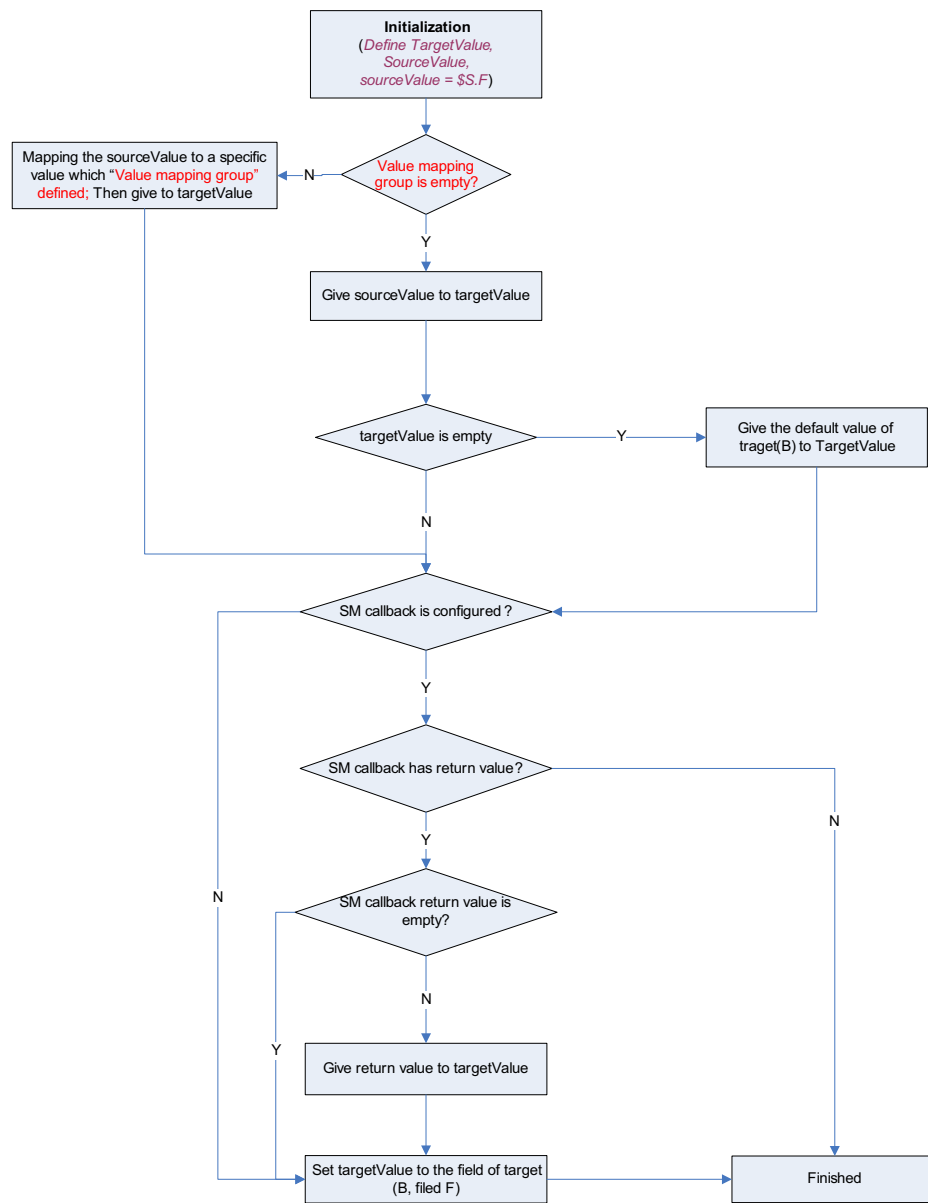 Initialization
(Define TargetValue,
SourceValue,
sourceValue = $S.F)
Mapping the sourceValue to a specific
value which “Value mapping group”
defined; Then give to targetValue
N
Value mapping
group is empty?
Y
Give sourceValue to targetValue
targetValue is empty
Y
Give the default value of
traget(B) to TargetValue
N
SM callback is configured ?
Y
SM callback has return value ?
N
Y
N
SM callback return value is
empty?
N
Y
Give return value to targetValue
Set targetValue to the field of target
(B, filed F)
Finished